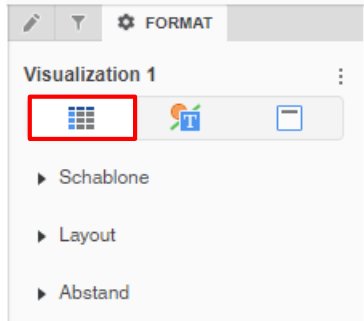 FORMAT
Visualization 1
T
Schablone
Layout
Abstand